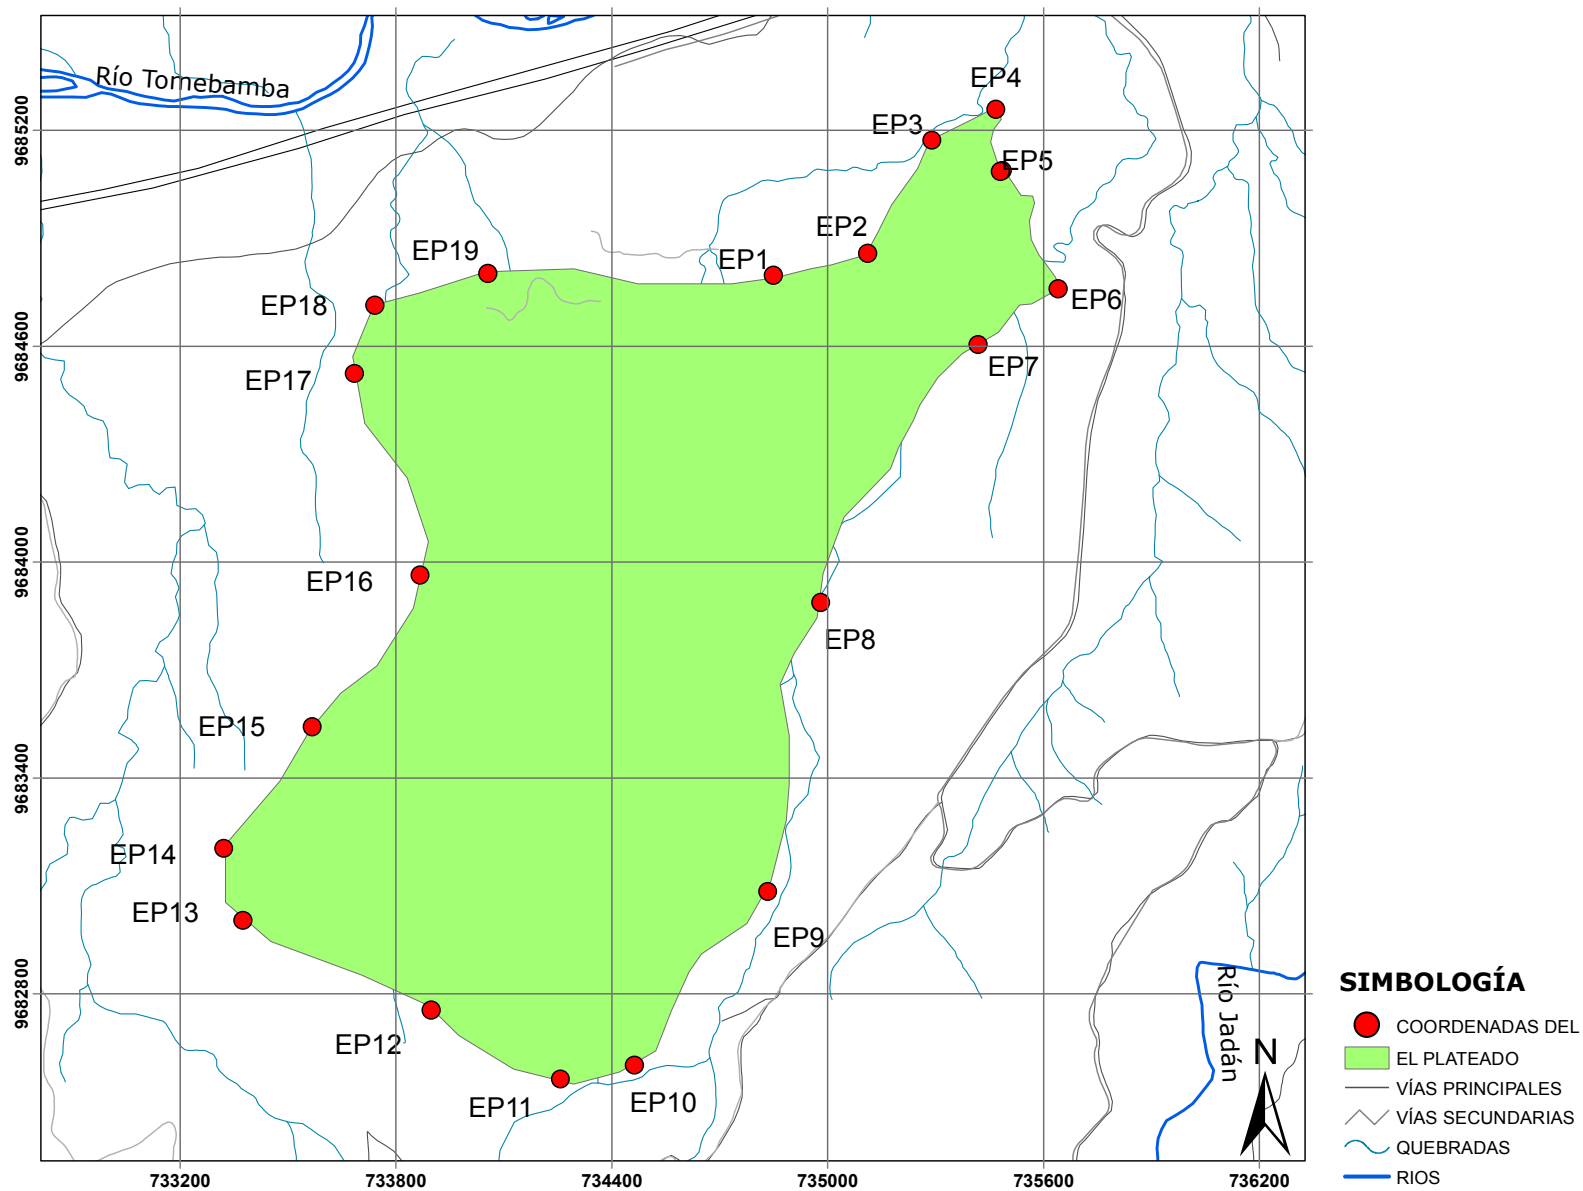 Río Tomebamba
EP4
EP3
EP5
EP2
EP19
EP1
EP18
EP6
EP17
EP7
EP16
EP8
EP15
EP14
EP13
EP9
EP12
EP11
EP10
9685200
9684600
9684000
9683400
9682800
733200
733800
734400
735000
735600
736200
Río Jadán
N
SIMBOLOGÍA
COORDENADAS DEL
EL PLATEADO
VÍAS PRINCIPALES
VÍAS SECUNDARIAS
QUEBRADAS
RIOS